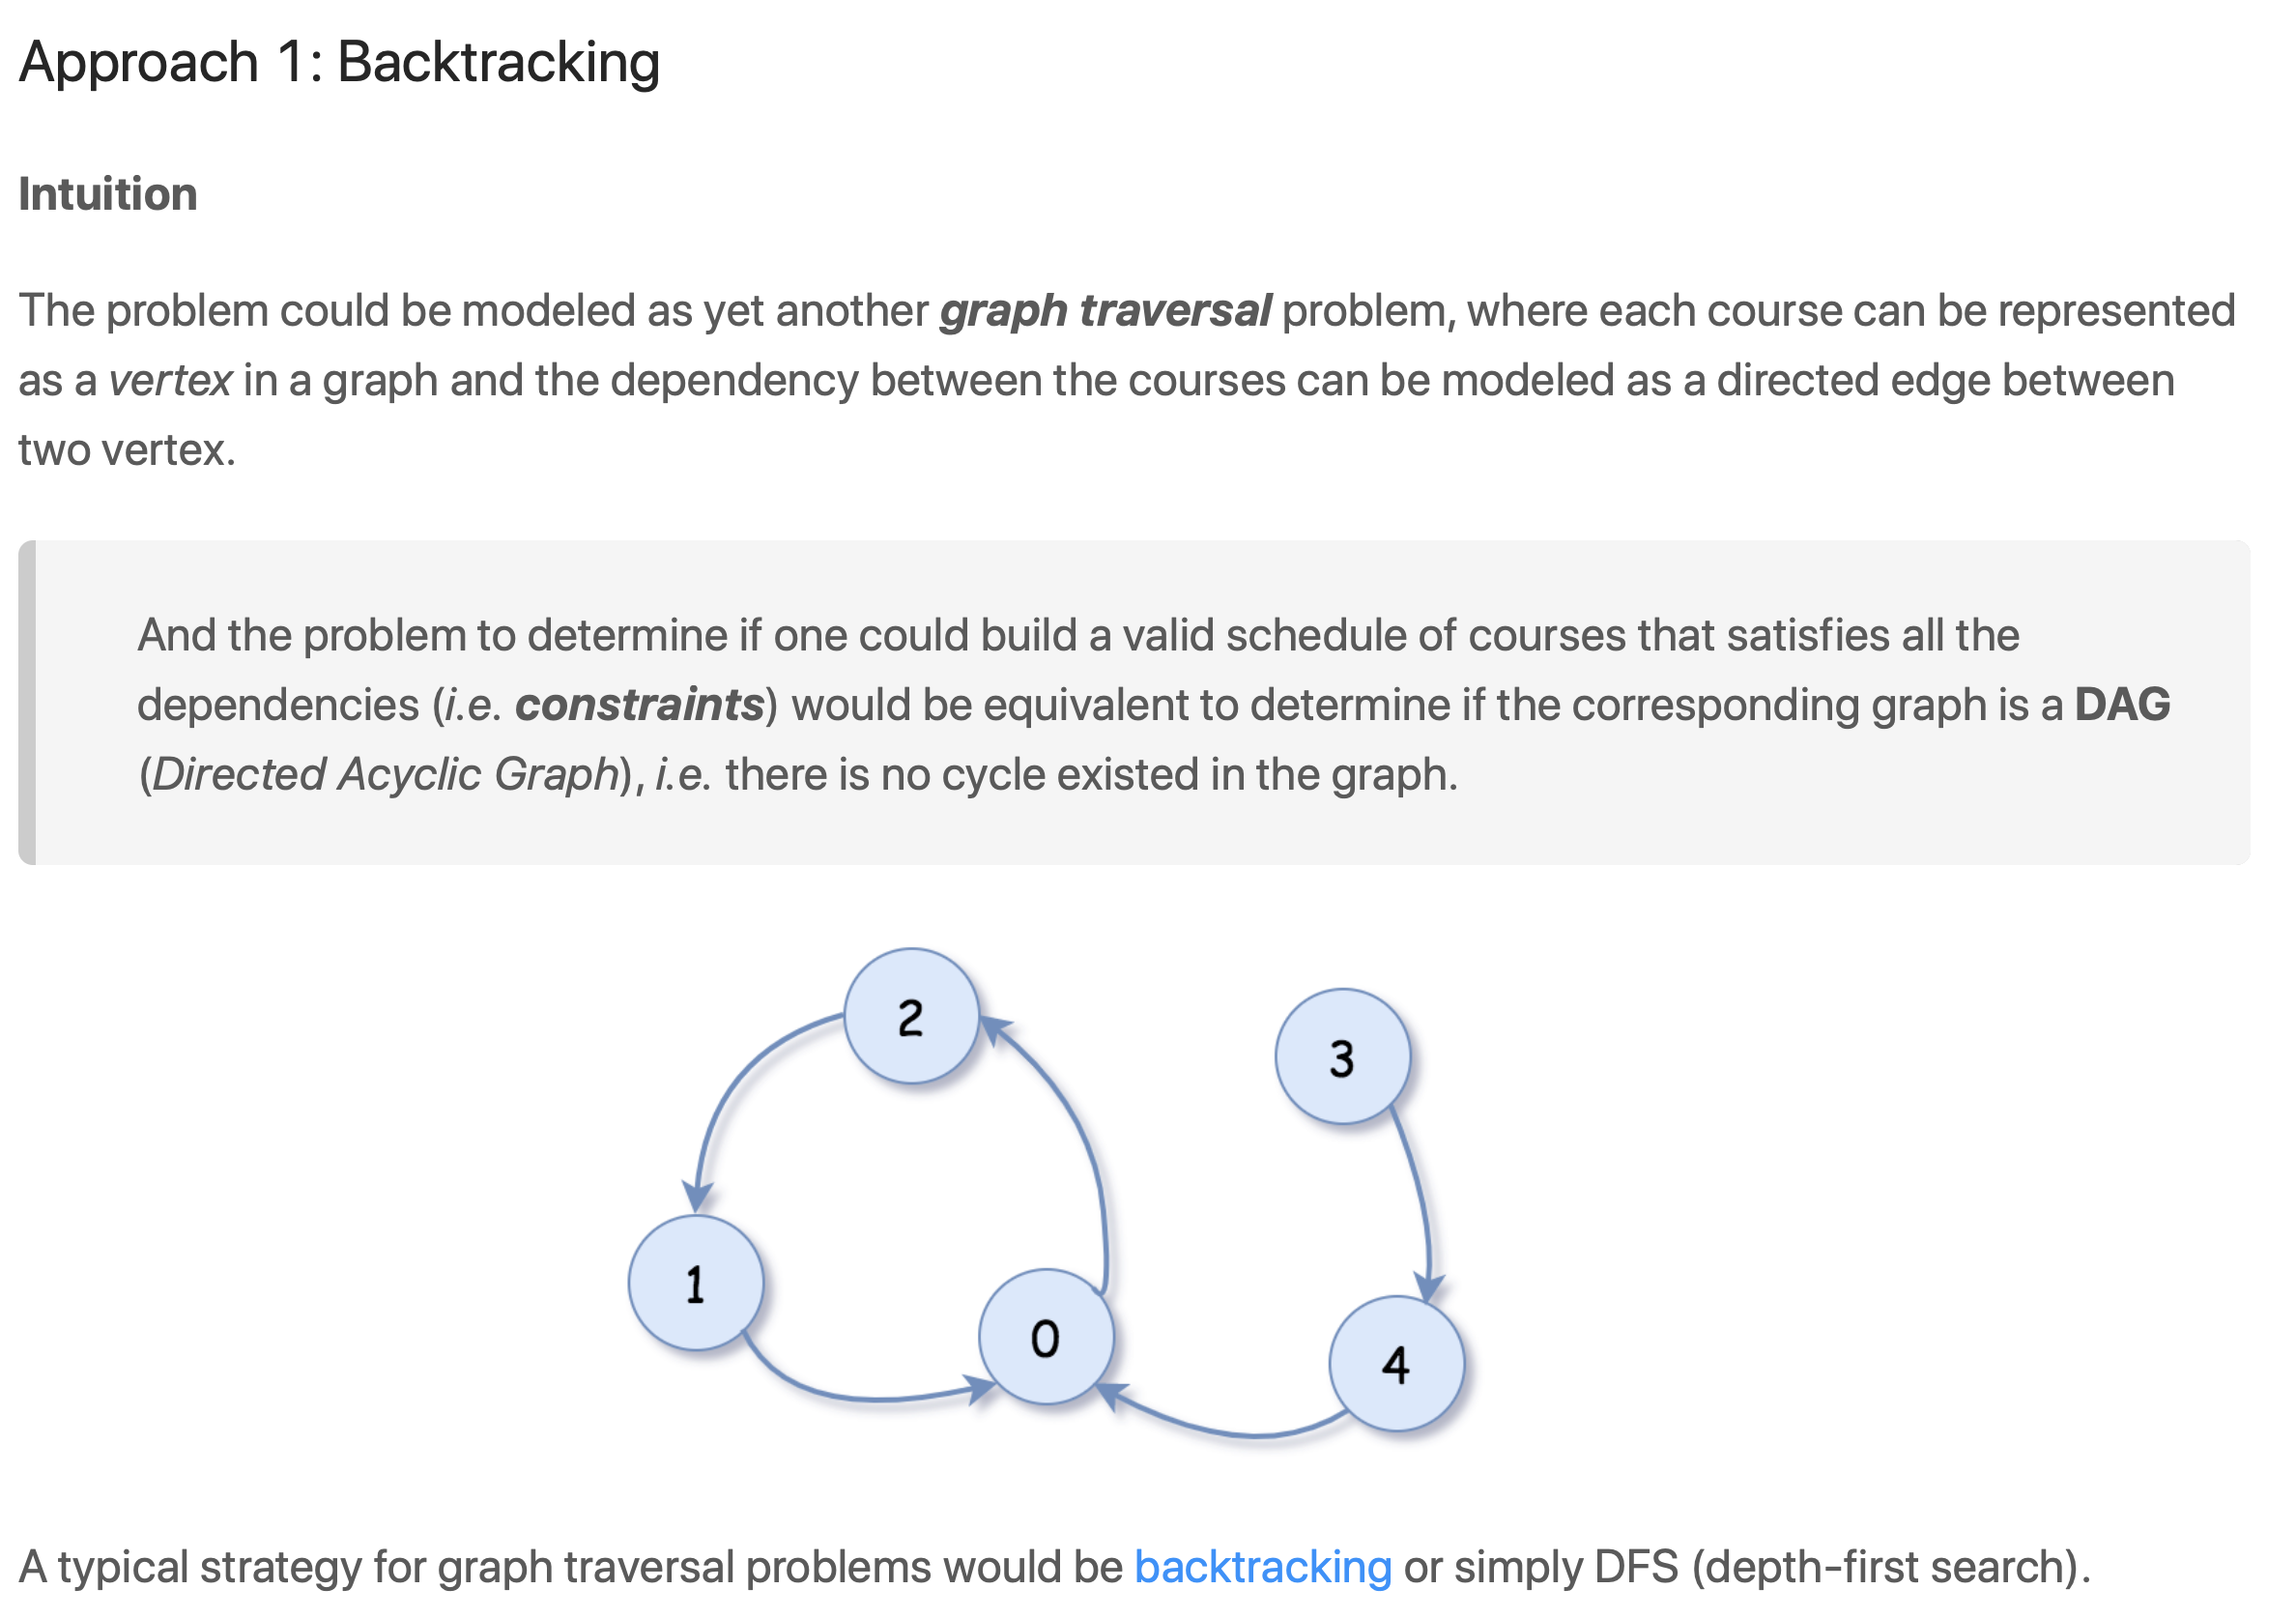 Approach 1: Backtracking
Intuition
The problem could be modeled as yet another graph traversal problem, where each course can be represented
as a vertex in a graph and the dependency between the courses can be modeled as a directed edge between
two vertex.
And the problem to determine if one could build a valid schedule of courses that satisfies all the
dependencies (i.e. constraints) would be equivalent to determine if the corresponding graph is a DAG
(Directed Acyclic Graph), i.e. there is no cycle existed in the graph.
2
3
1
0
4
A typical strategy for graph traversal problems would be backtracking or simply DFS (depth-first search).